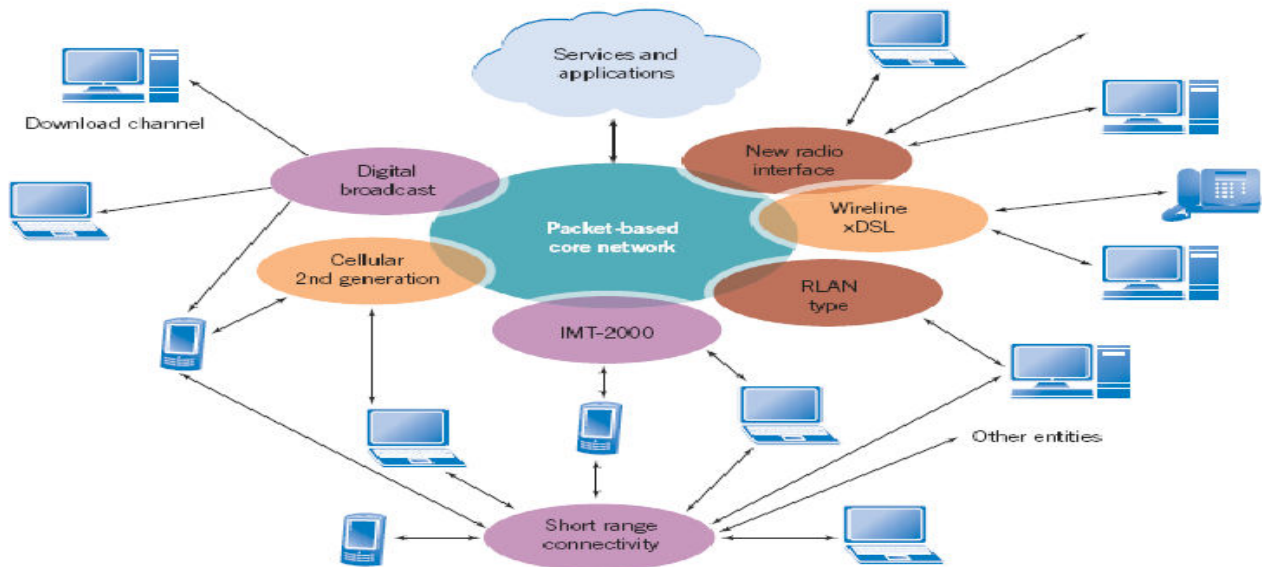 Services and
applications
Download channel
Digital
broadcast
New radio
interface
Packet-based
core network
Wireline
xDSL
Celllular
2nd generation
RLAN
type
IMT-2000
Other entities
Short range
connectivity